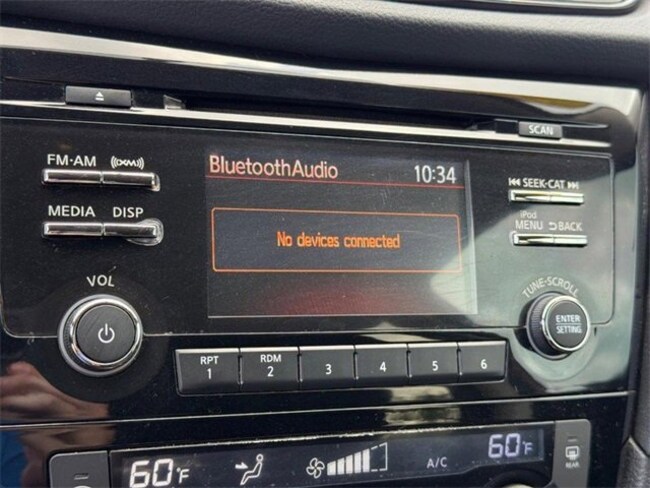 SCAN
FM·AM ((XM))
BluetoothAudio 10:34
SEEK·CAT
MEDIA DISP
iPod
MENU BACK
No devices connected
VOL
TUNE·SCROLL
ENTER
SETTING
RPT RDM
1 2 3 4 5 6
60°F A/C 60°F
REAR